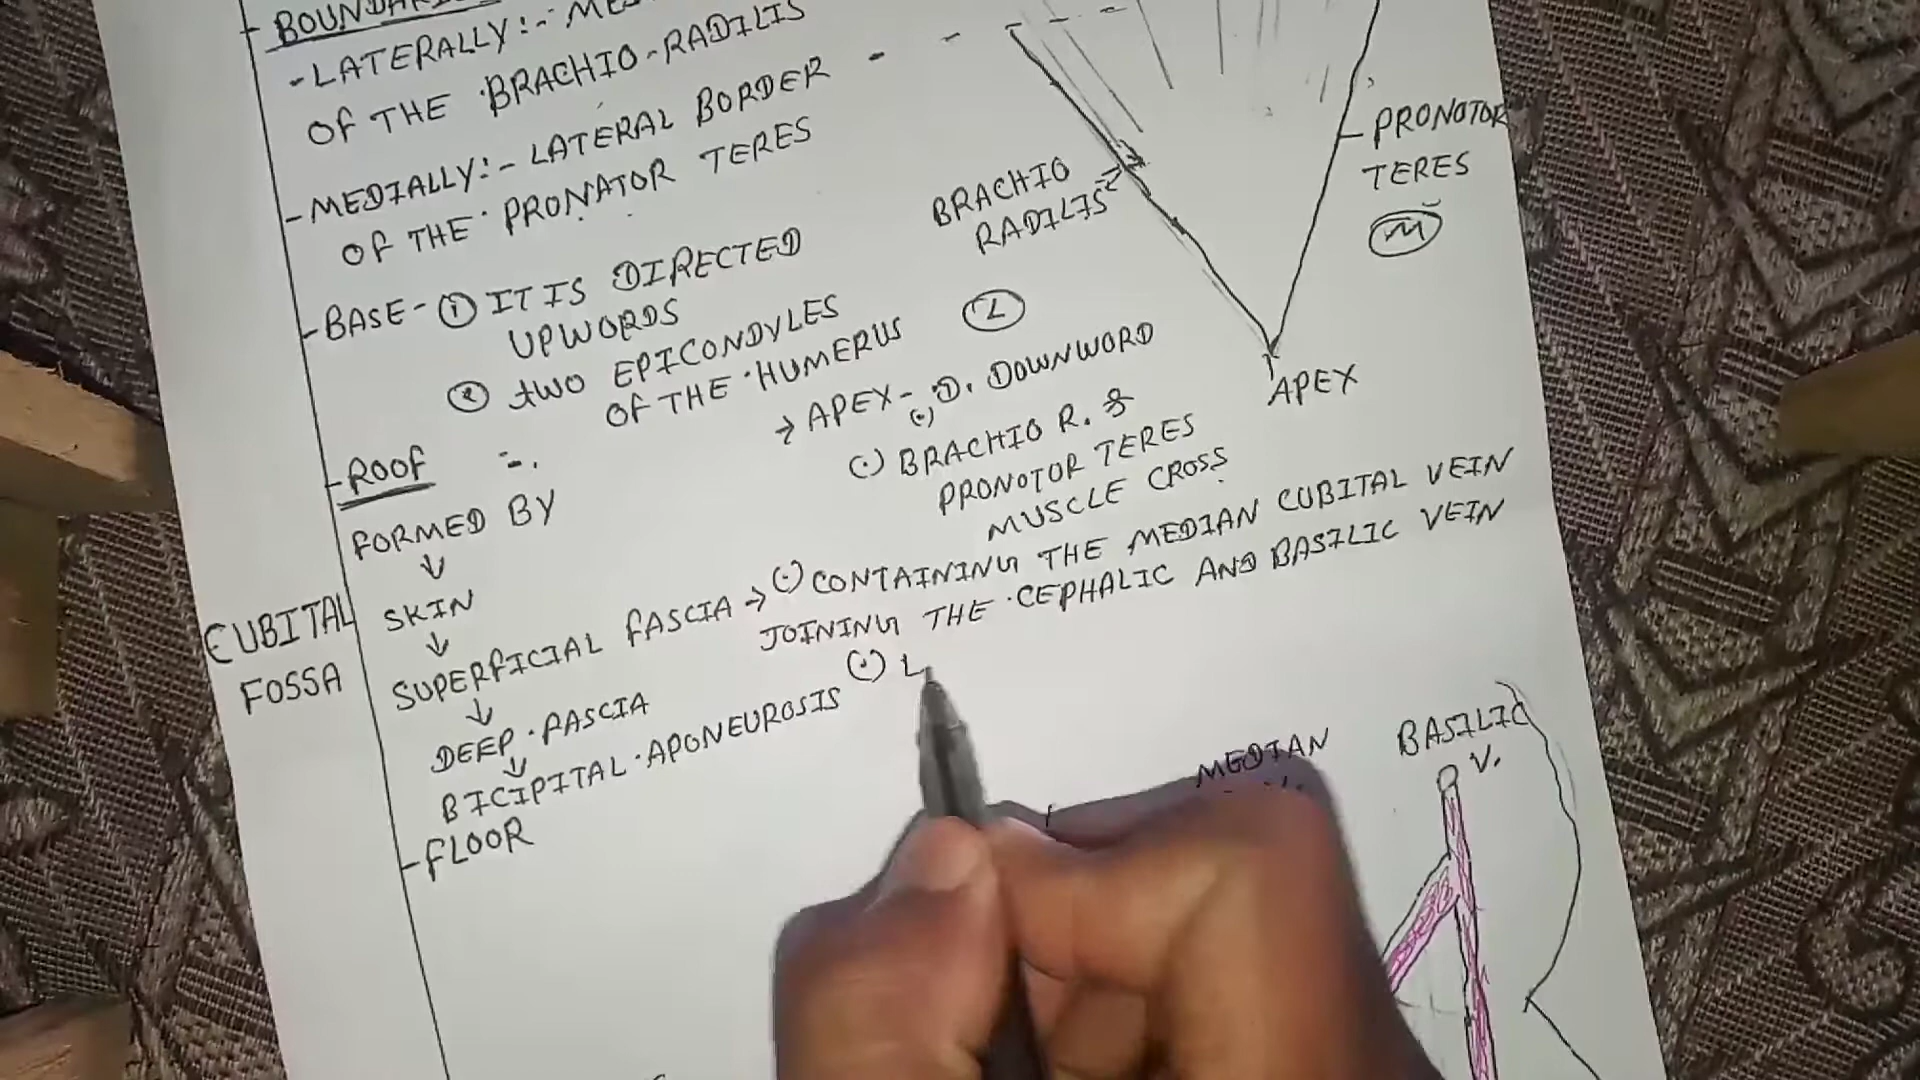 BOUNDARIES
- LATERALLY:-
OF THE BRACHIO-RADILIS
- MEDIALLY:- LATERAL BORDER
OF THE PRONATOR TERES
- BASE - ① IT IS DIRECTED
UPWORDS
② TWO EPICONDYLES
OF THE HUMERUS
→ APEX - D. DOWNWORD
BRACHIO R. &
PRONOTOR TERES
MUSCLE CROSS
- ROOF :-
FORMED BY
↓
SKIN
↓
SUPERFICIAL FASCIA → CONTAINING THE MEDIAN CUBITAL VEIN
JOINING THE CEPHALIC AND BASILIC VEIN
↓
DEEP FASCIA
↓
BICIPITAL APONEUROSIS
- FLOOR
CUBITAL
FOSSA
BRACHIO
RADILIS
L
PRONOTOR
TERES
M
APEX
MEDIAN
BASILIC
V.